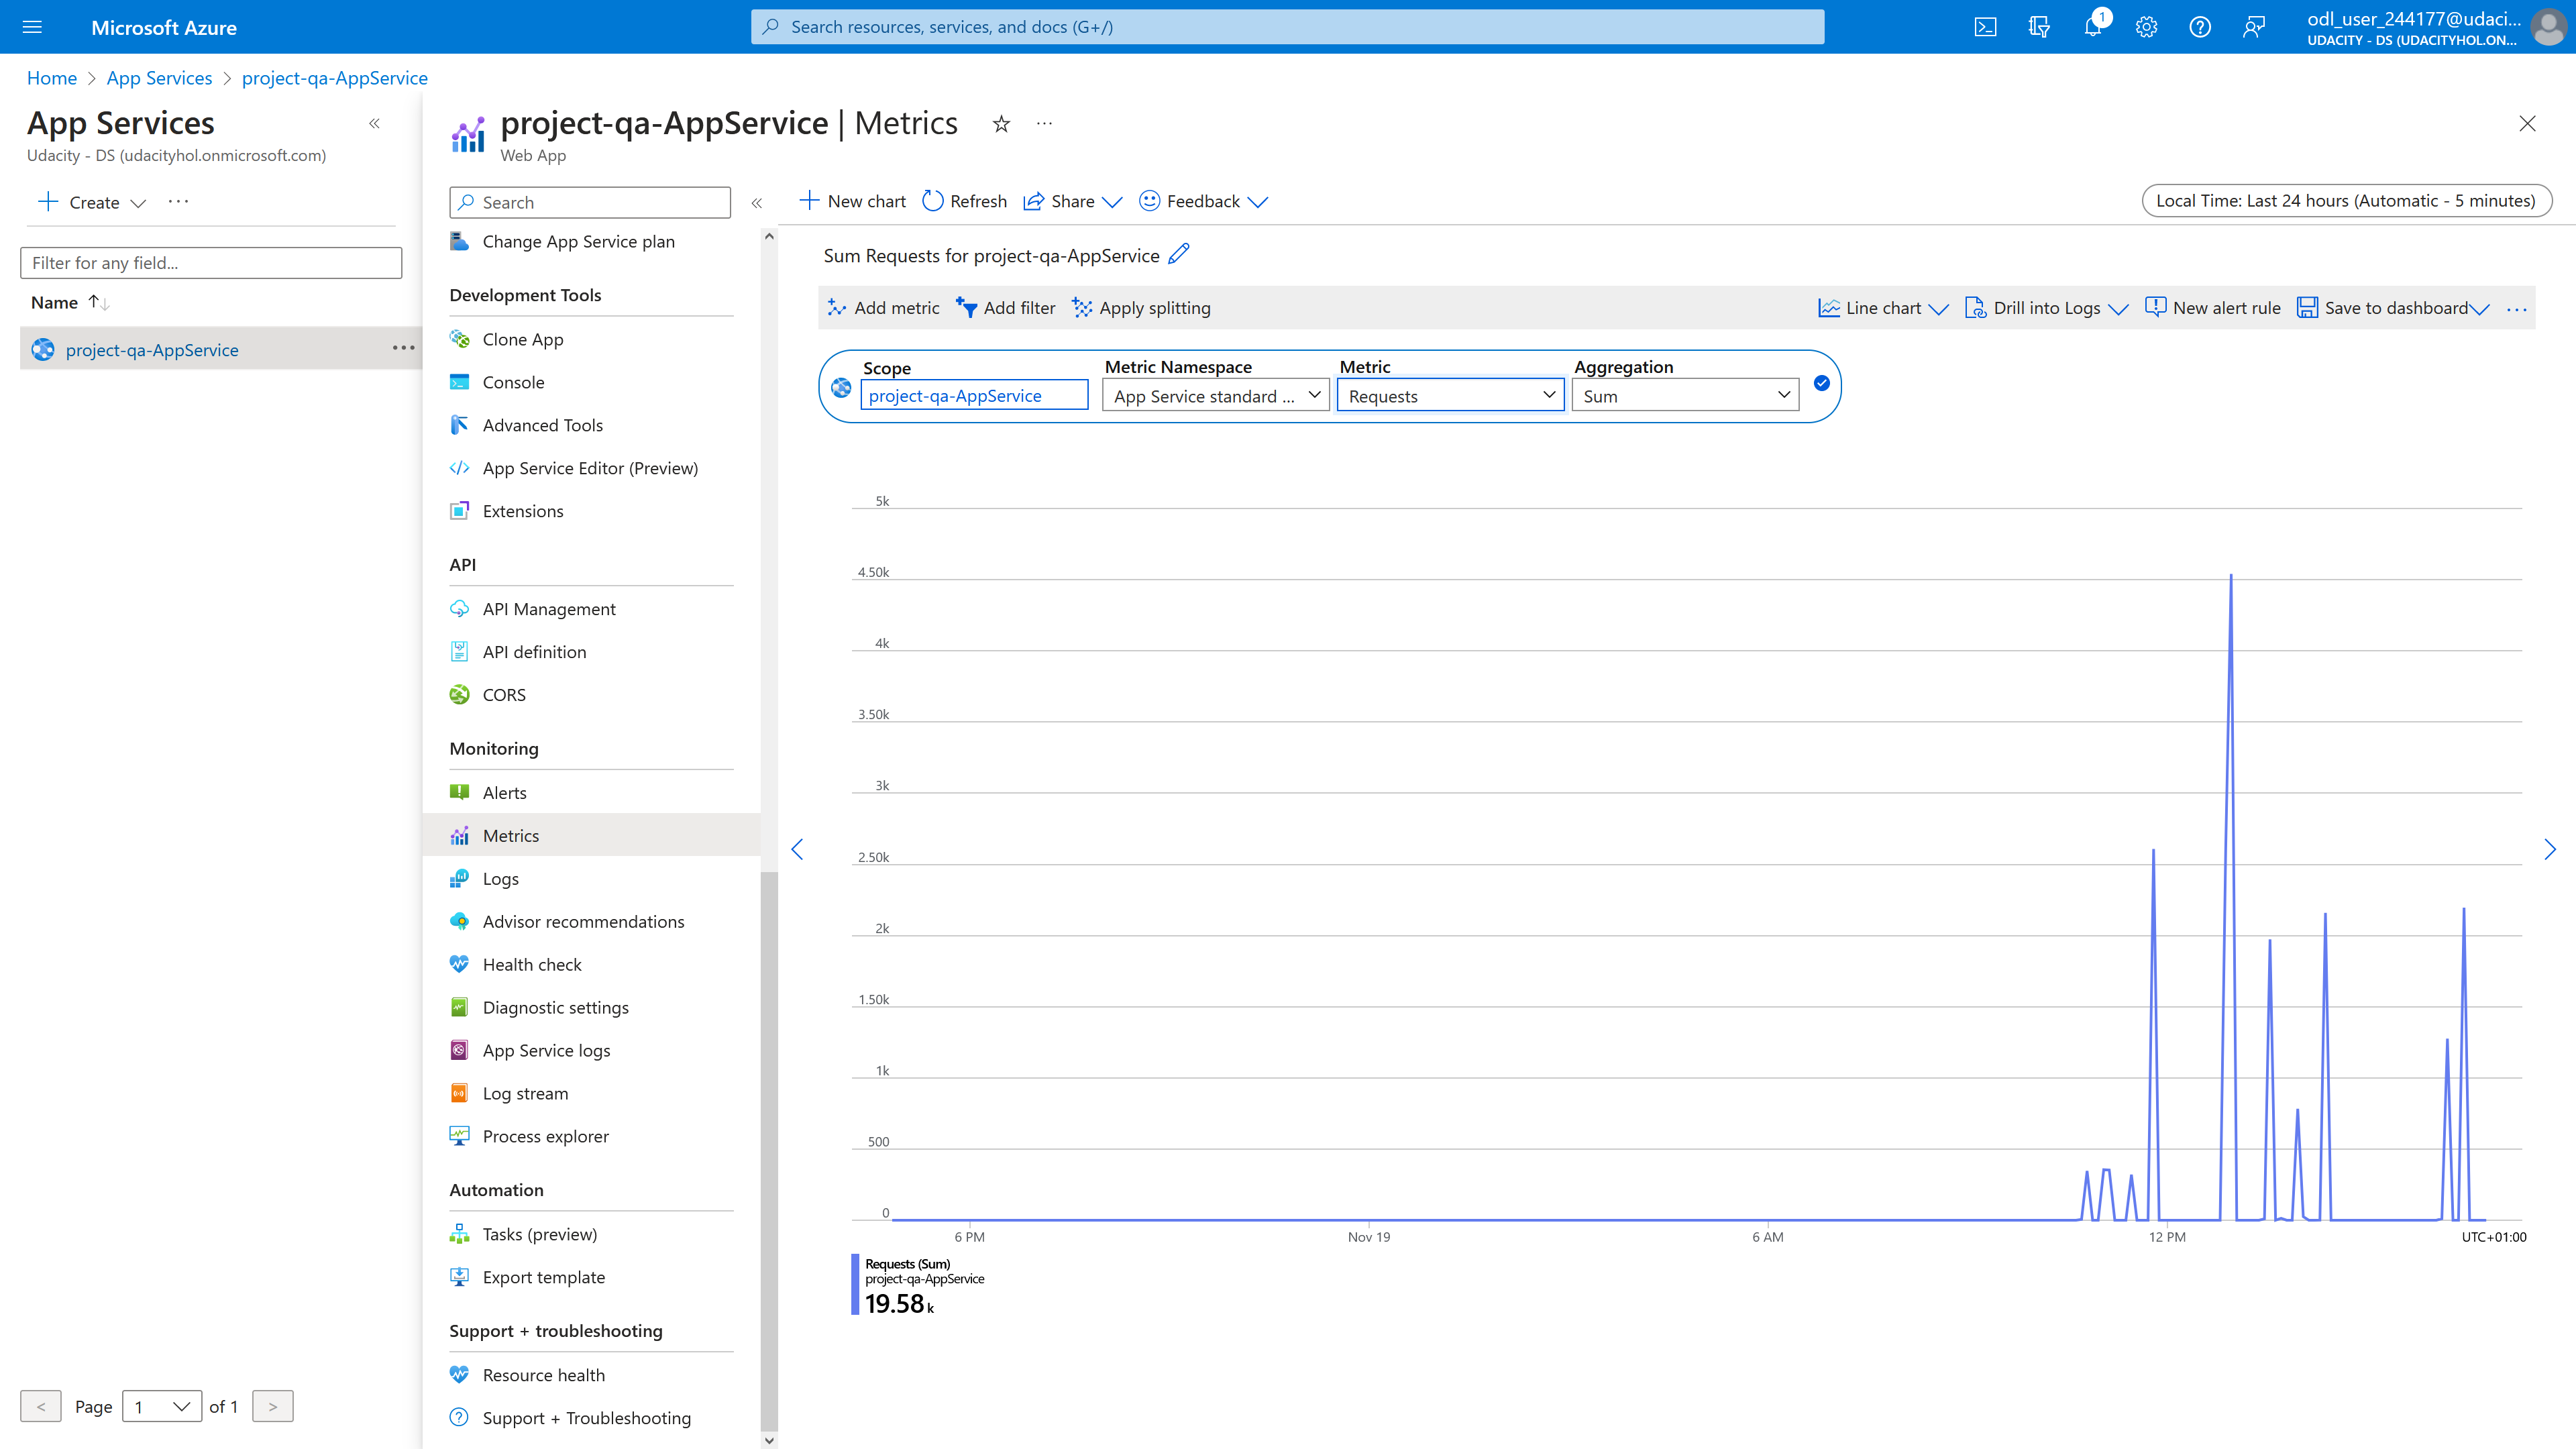 Microsoft Azure
Search resources, services, and docs (G+/)
1
odl_user_244177@udaci...
UDACITY - DS (UDACITYHOL.ON...
Home > App Services > project-qa-AppService
App Services
Udacity - DS (udacityhol.onmicrosoft.com)
Create
Filter for any field...
Name
project-qa-AppService
< Page 1 of 1 >
project-qa-AppService | Metrics
Web App
Search
Change App Service plan
Development Tools
Clone App
Console
Advanced Tools
App Service Editor (Preview)
Extensions
API
API Management
API definition
CORS
Monitoring
Alerts
Metrics
Logs
Advisor recommendations
Health check
Diagnostic settings
App Service logs
Log stream
Process explorer
Automation
Tasks (preview)
Export template
Support + troubleshooting
Resource health
Support + Troubleshooting
New chart Refresh Share Feedback
Local Time: Last 24 hours (Automatic - 5 minutes)
Sum Requests for project-qa-AppService
Add metric Add filter Apply splitting Line chart Drill into Logs New alert rule Save to dashboard
Scope Metric Namespace Metric Aggregation
project-qa-AppService App Service standard ... Requests Sum
5k
4.50k
4k
3.50k
3k
2.50k
2k
1.50k
1k
500
0
6 PM Nov 19 6 AM 12 PM UTC+01:00
Requests (Sum)
project-qa-AppService
19.58 k